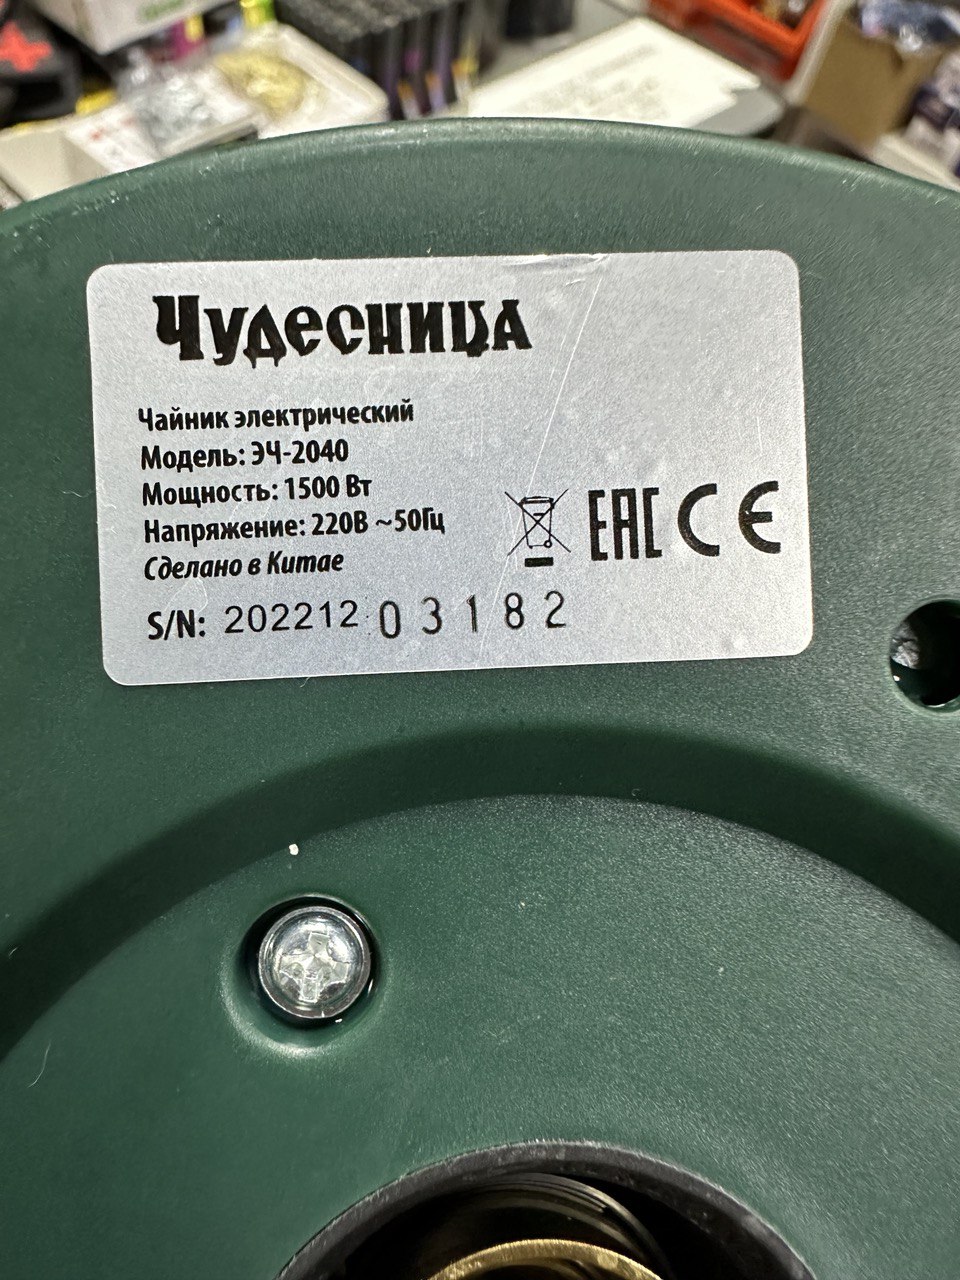 Чудесница
Чайник электрический
Модель: ЭЧ-2040
Мощность: 1500 Вт
Напряжение: 220В ~50Гц
Сделано в Китае
EAC CE
S/N: 202212 03182